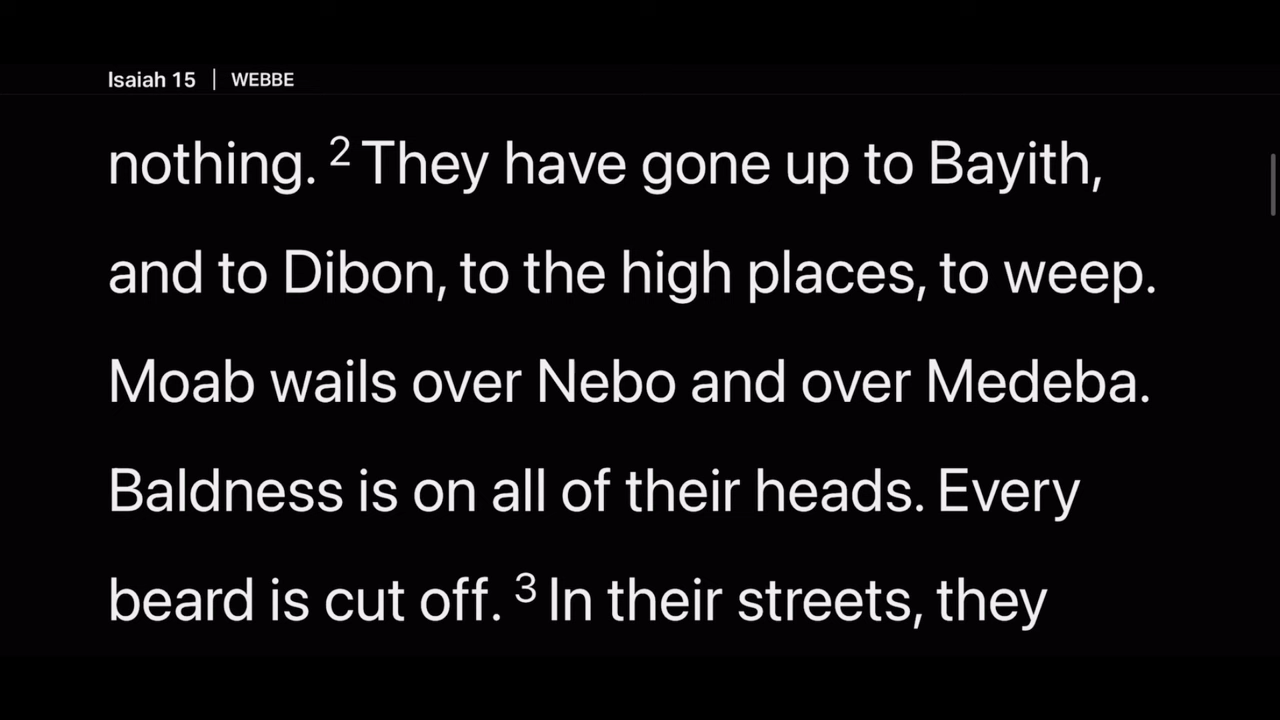 Isaiah 15 | WEBBE
nothing. 2 They have gone up to Bayith,
and to Dibon, to the high places, to weep.
Moab wails over Nebo and over Medeba.
Baldness is on all of their heads. Every
beard is cut off. 3 In their streets, they